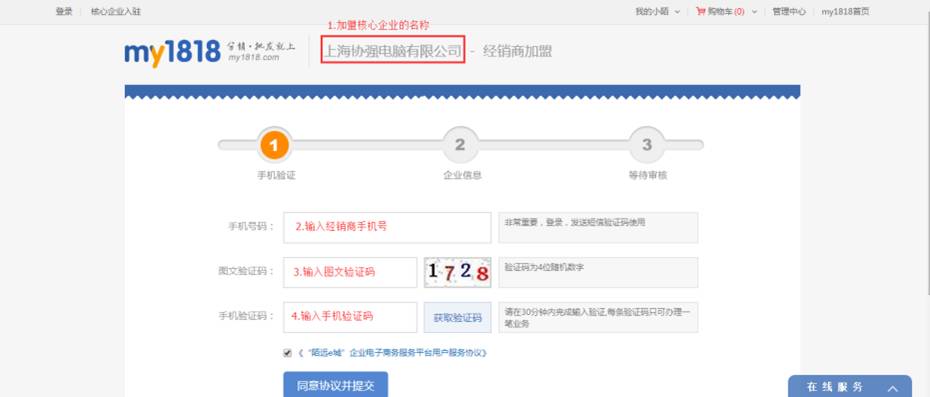 登录 核心企业入驻 我的小陌 购物车(0) 管理中心 my1818首页
1.加盟核心企业的名称
my1818 my1818.com 上海协强电脑有限公司 - 经销商加盟
1 2 3
手机验证 企业信息 等待审核
手机号码： 2.输入经销商手机号 非常重要，登录，发送短信验证码使用
图文验证码： 3.输入图文验证码 1728 验证码为4位随机数字
手机验证码： 4.输入手机验证码 获取验证码 请在30分钟内完成输入验证,每条验证码只可办理一
笔业务
《“陌远e城”企业电子商务服务平台用户服务协议》
同意协议并提交
在线服务